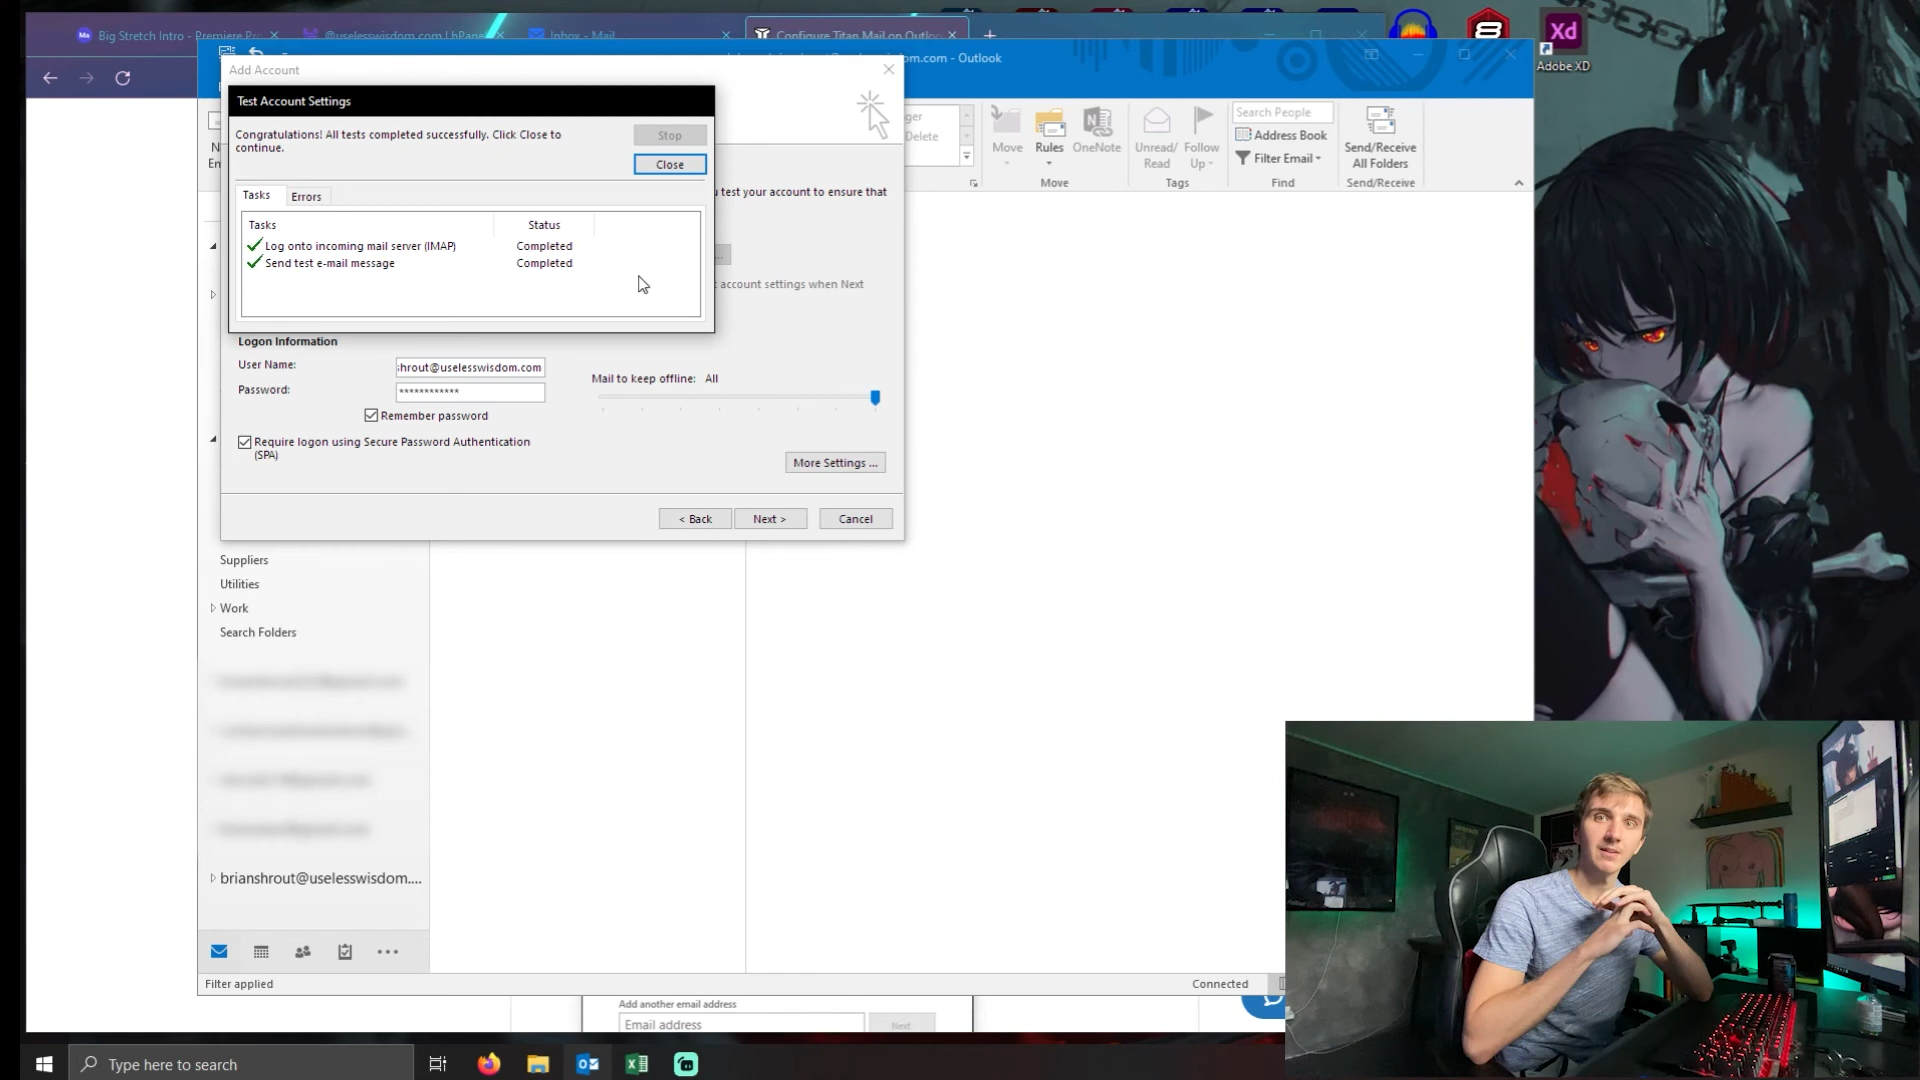 Big Stretch Intro - Premiere Pro
@uselesswisdom.com
Inbox - Mail
Configure Titan Mail on Outlook
om.com - Outlook
Xd
Adobe XD
Add Account
Test Account Settings
Congratulations! All tests completed successfully. Click Close to
continue.
Stop
Close
Tasks
Errors
Tasks
Status
Log onto incoming mail server (IMAP)
Completed
Send test e-mail message
Completed
test your account to ensure that
...
account settings when Next
Logon Information
User Name:
shrout@uselesswisdom.com
Password:
************
Remember password
Require logon using Secure Password Authentication
(SPA)
Mail to keep offline: All
More Settings ...
< Back
Next >
Cancel
Delete
Move
Rules
OneNote
Move
Unread/
Read
Follow
Up
Tags
Search People
Address Book
Filter Email
Find
Send/Receive
All Folders
Send/Receive
Suppliers
Utilities
Work
Search Folders
brianshrout@uselesswisdom....
Filter applied
Connected
Add another email address
Email address
Next
Type here to search